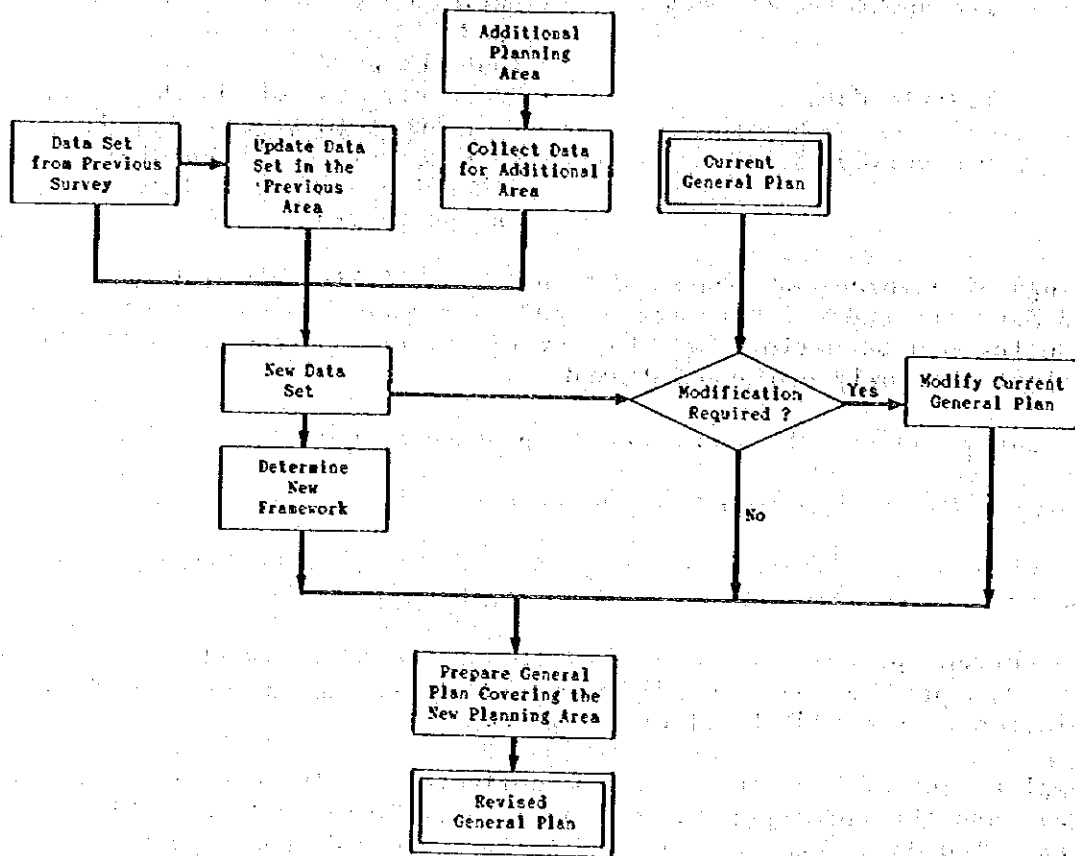 Additional
Planning
Area
Data Set
from Previous
Survey
Update Data
Set in the
Previous
Area
Collect Data
for Additional
Area
Current
General Plan
New Data
Set
Modification
Required ?
Yes
Modify Current
General Plan
Determine
New
Framework
No
Prepare General
Plan Covering the
New Planning Area
Revised
General Plan